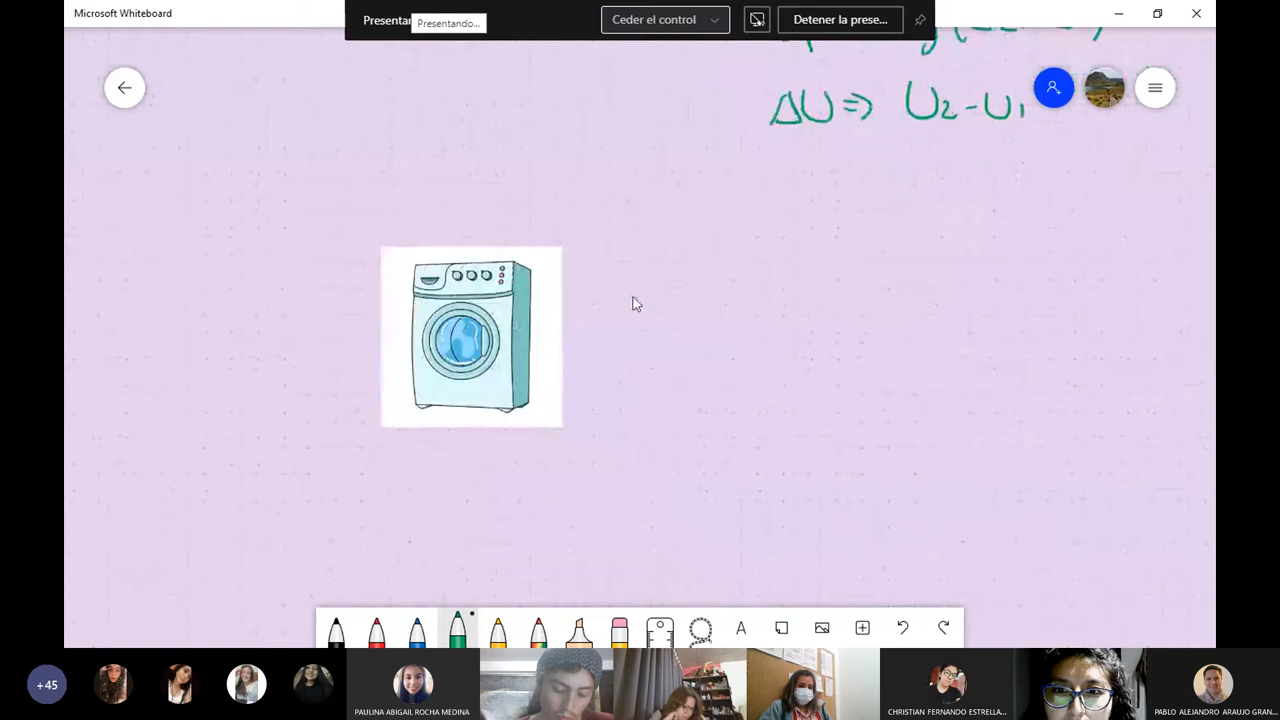 Microsoft Whiteboard
Presentando...
Ceder el control
Detener la prese...
ΔU ⇒ U2 - U1
A
+45
PAULINA ABIGAIL ROCHA MEDINA
CHRISTIAN FERNANDO ESTRELLA...
PABLO ALEJANDRO ARAUJO GRAN...